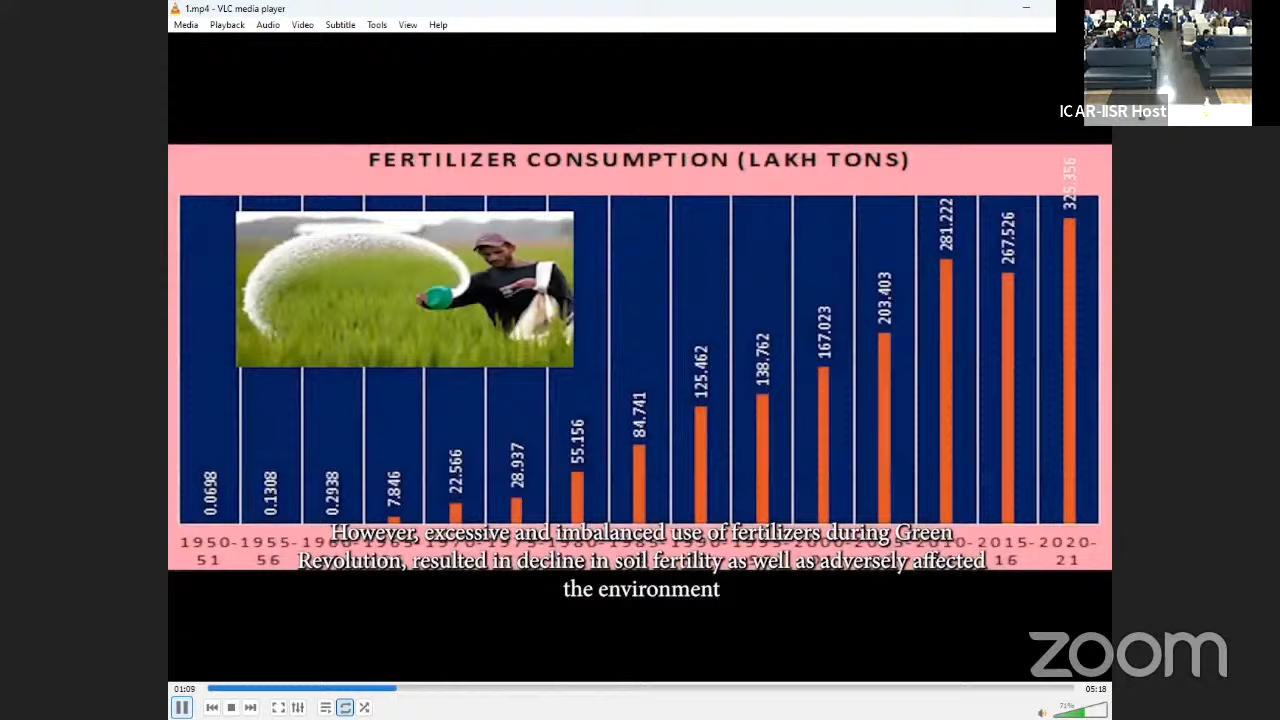 1.mp4 - VLC media player
Media Playback Audio Video Subtitle Tools View Help
ICAR-IISR Host
FERTILIZER CONSUMPTION (LAKH TONS)
0.0698
0.1308
0.2938
7.846
22.566
28.937
55.156
84.741
125.462
138.762
167.023
203.403
281.222
267.526
325.356
1950-51
1955-56
2015-16
2020-21
However, excessive and imbalanced use of fertilizers during Green
Revolution, resulted in decline in soil fertility as well as adversely affected
the environment
zoom
01:09
05:18
71%